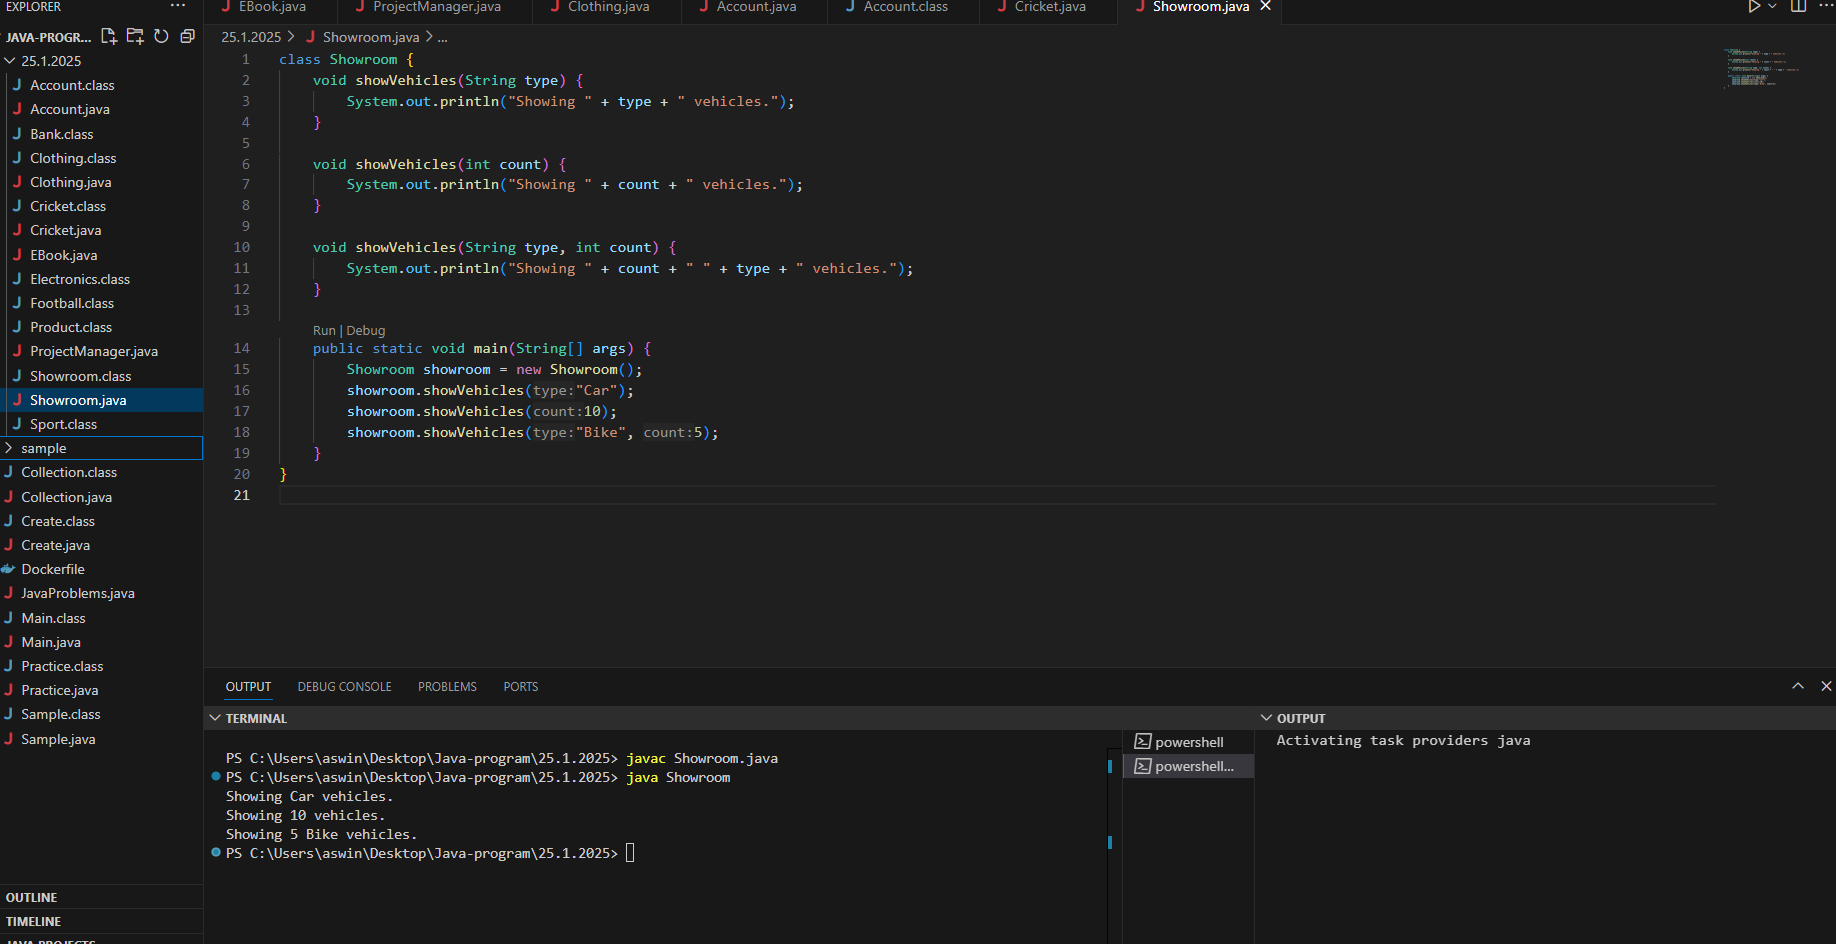 EXPLORER
JAVA-PROGR...
25.1.2025
Account.class
Account.java
Bank.class
Clothing.class
Clothing.java
Cricket.class
Cricket.java
EBook.java
Electronics.class
Football.class
Product.class
ProjectManager.java
Showroom.class
Showroom.java
Sport.class
sample
Collection.class
Collection.java
Create.class
Create.java
Dockerfile
JavaProblems.java
Main.class
Main.java
Practice.class
Practice.java
Sample.class
Sample.java
OUTLINE
TIMELINE
JAVA PROJECTS
EBook.java ProjectManager.java Clothing.java Account.java Account.class Cricket.java Showroom.java
25.1.2025 > Showroom.java > ...
1 class Showroom {
2 void showVehicles(String type) {
3 System.out.println("Showing " + type + " vehicles.");
4 }
5
6 void showVehicles(int count) {
7 System.out.println("Showing " + count + " vehicles.");
8 }
9
10 void showVehicles(String type, int count) {
11 System.out.println("Showing " + count + " " + type + " vehicles.");
12 }
13
Run | Debug
14 public static void main(String[] args) {
15 Showroom showroom = new Showroom();
16 showroom.showVehicles(type:"Car");
17 showroom.showVehicles(count:10);
18 showroom.showVehicles(type:"Bike", count:5);
19 }
20 }
21
OUTPUT DEBUG CONSOLE PROBLEMS PORTS
TERMINAL
PS C:\Users\aswin\Desktop\Java-program\25.1.2025> javac Showroom.java
PS C:\Users\aswin\Desktop\Java-program\25.1.2025> java Showroom
Showing Car vehicles.
Showing 10 vehicles.
Showing 5 Bike vehicles.
PS C:\Users\aswin\Desktop\Java-program\25.1.2025>
powershell
powershell...
OUTPUT
Activating task providers java